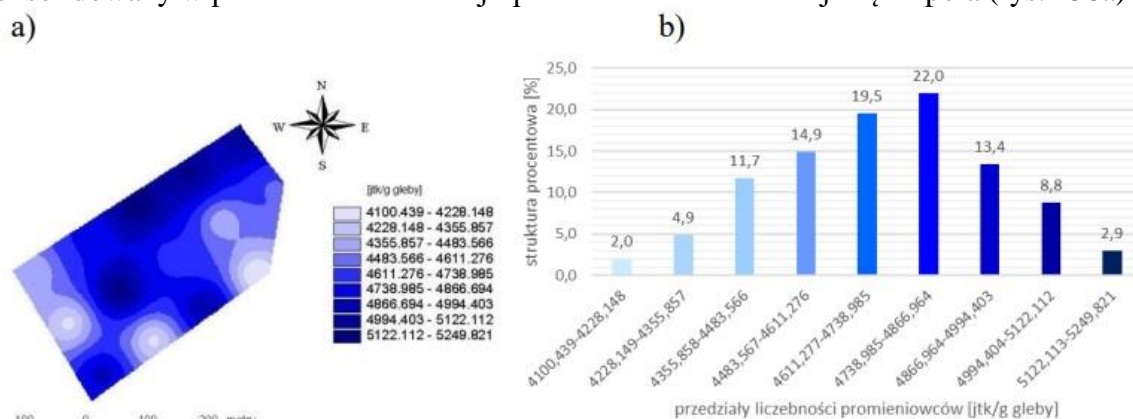 a)
b)
N
W E
S
[jtk/g gleby]
4100.439 - 4228.148
4228.148 - 4355.857
4355.857 - 4483.566
4483.566 - 4611.276
4611.276 - 4738.985
4738.985 - 4866.694
4866.694 - 4994.403
4994.403 - 5122.112
5122.112 - 5249.821
100 0 100 200
struktura procentowa [%]
25,0
20,0
15,0
10,0
5,0
0,0
2,0
4,9
11,7
14,9
19,5
22,0
13,4
8,8
2,9
4100,439-4228,148
4228,149-4355,857
4355,858-4483,566
4483,567-4611,276
4611,277-4738,985
4738,985-4866,964
4866,964-4994,403
4994,404-5122,112
5122,113-5249,821
przedziały liczebności promieniowców [jtk/g gleby]